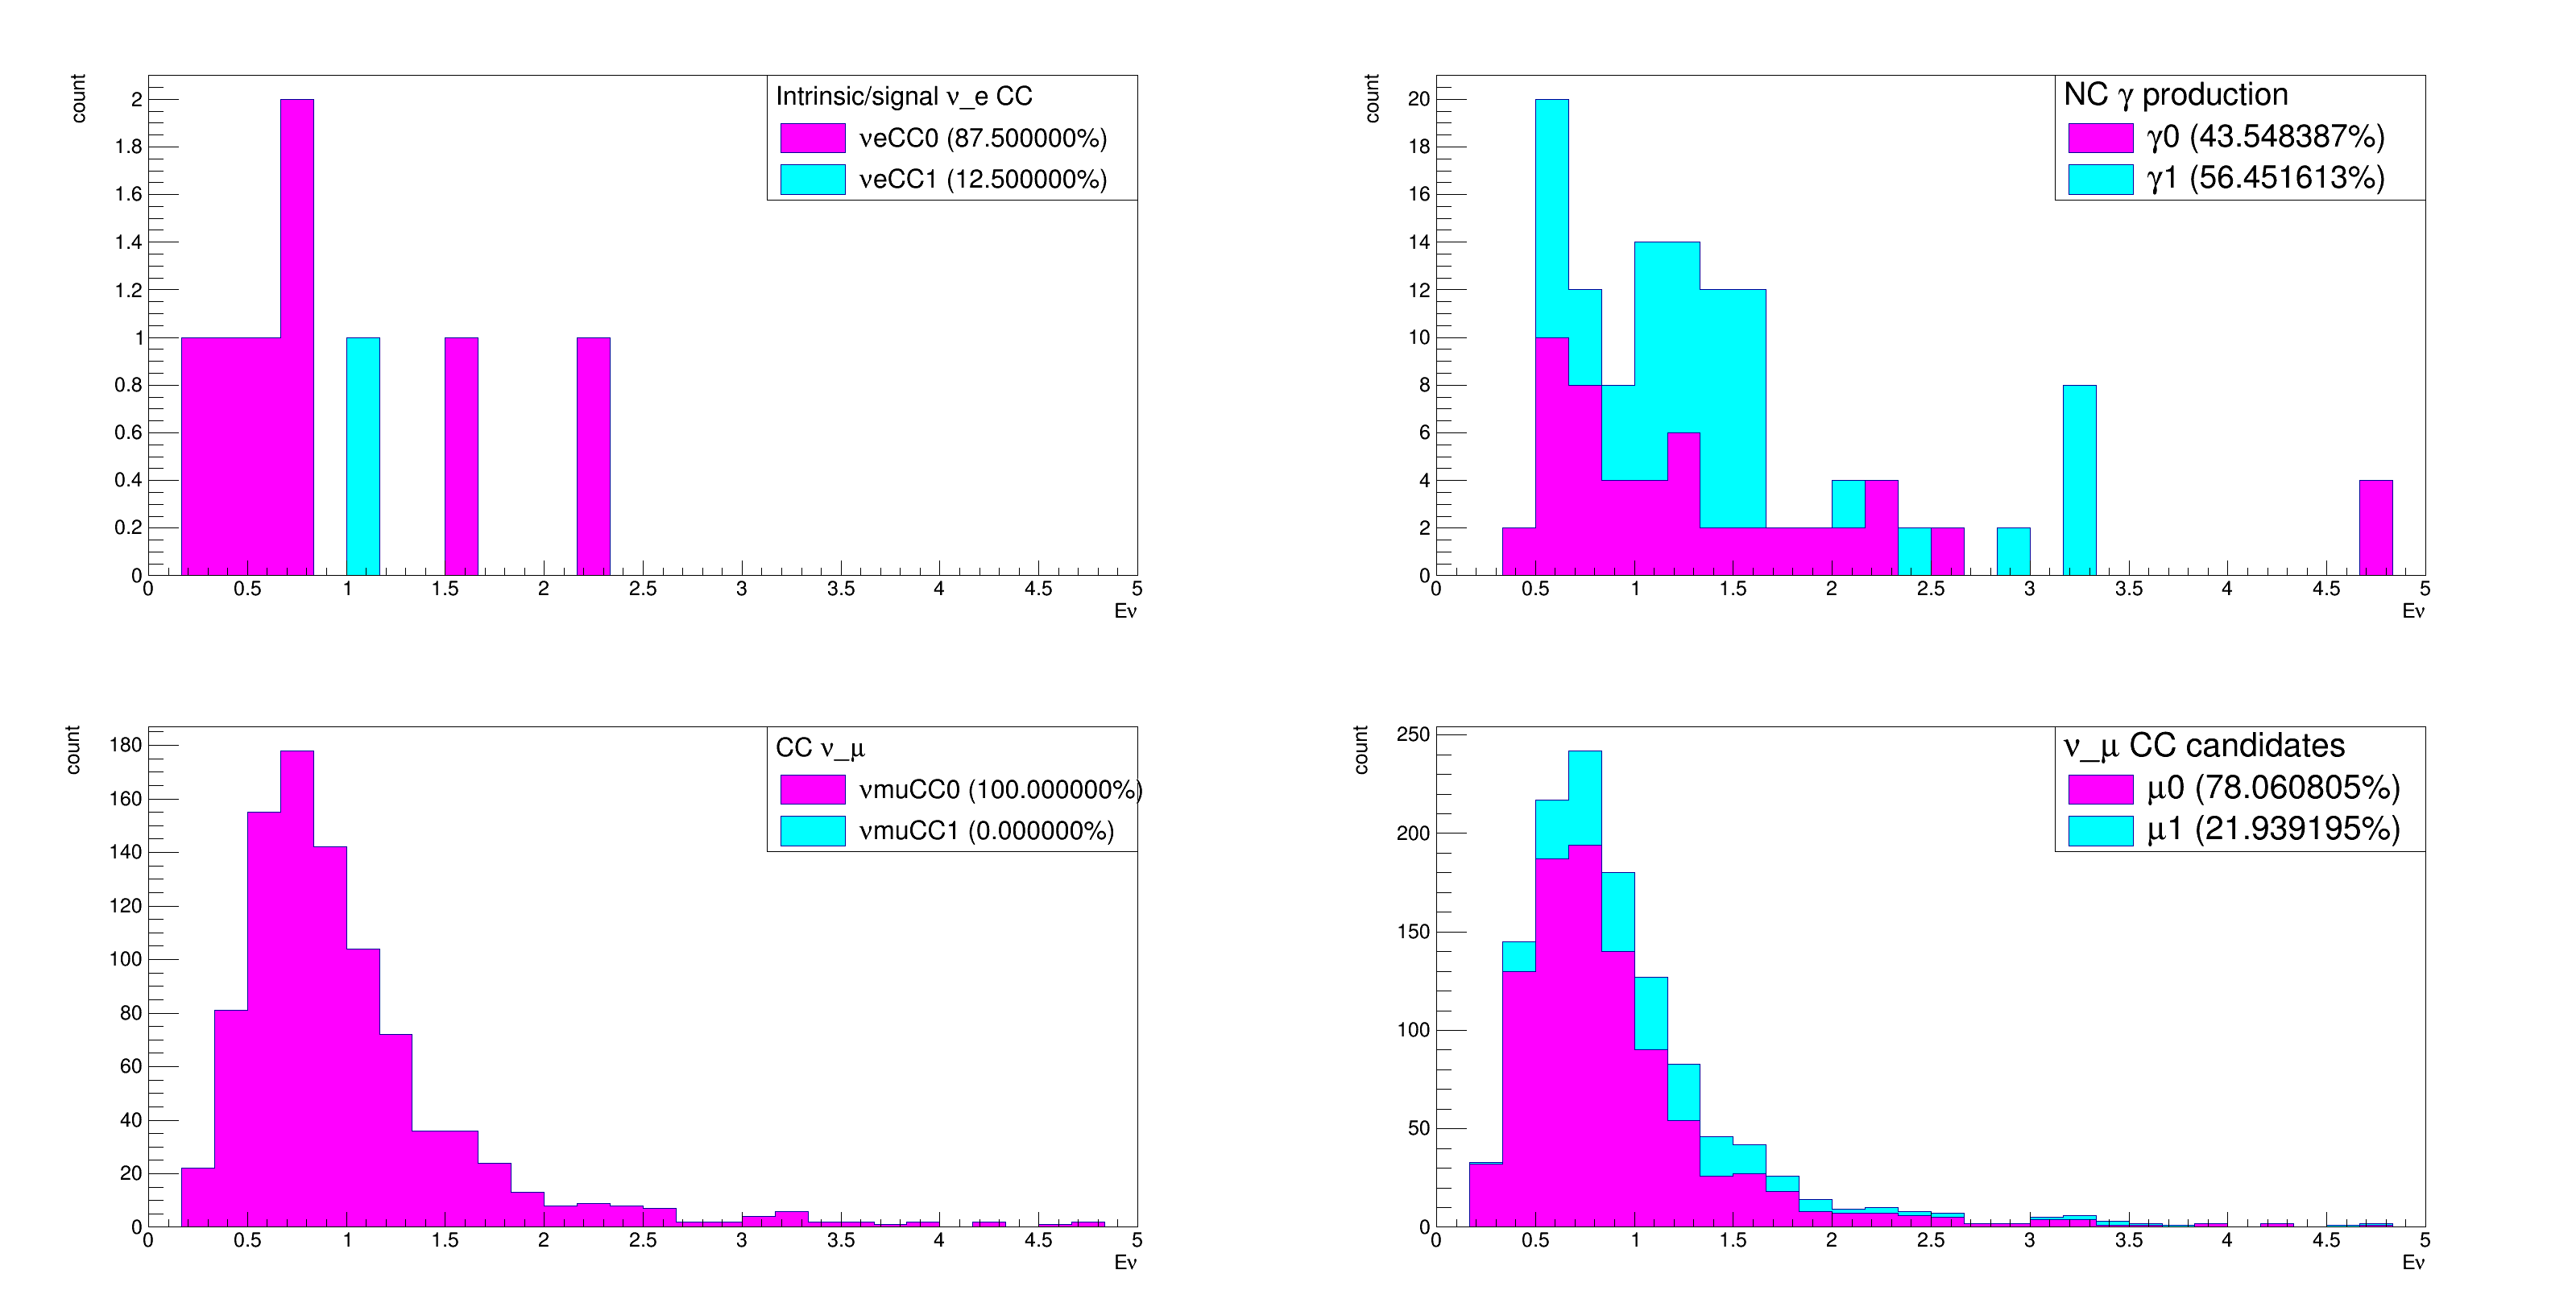 count
Intrinsic/signal ν_e CC
νeCC0 (87.500000%)
νeCC1 (12.500000%)
2
1.8
1.6
1.4
1.2
1
0.8
0.6
0.4
0.2
0
0 0.5 1 1.5 2 2.5 3 3.5 4 4.5 5
Eν
count
NC γ production
γ0 (43.548387%)
γ1 (56.451613%)
20
18
16
14
12
10
8
6
4
2
0
0 0.5 1 1.5 2 2.5 3 3.5 4 4.5 5
Eν
count
CC ν_μ
νmuCC0 (100.000000%)
νmuCC1 (0.000000%)
180
160
140
120
100
80
60
40
20
0
0 0.5 1 1.5 2 2.5 3 3.5 4 4.5 5
Eν
count
ν_μ CC candidates
μ0 (78.060805%)
μ1 (21.939195%)
250
200
150
100
50
0
0 0.5 1 1.5 2 2.5 3 3.5 4 4.5 5
Eν